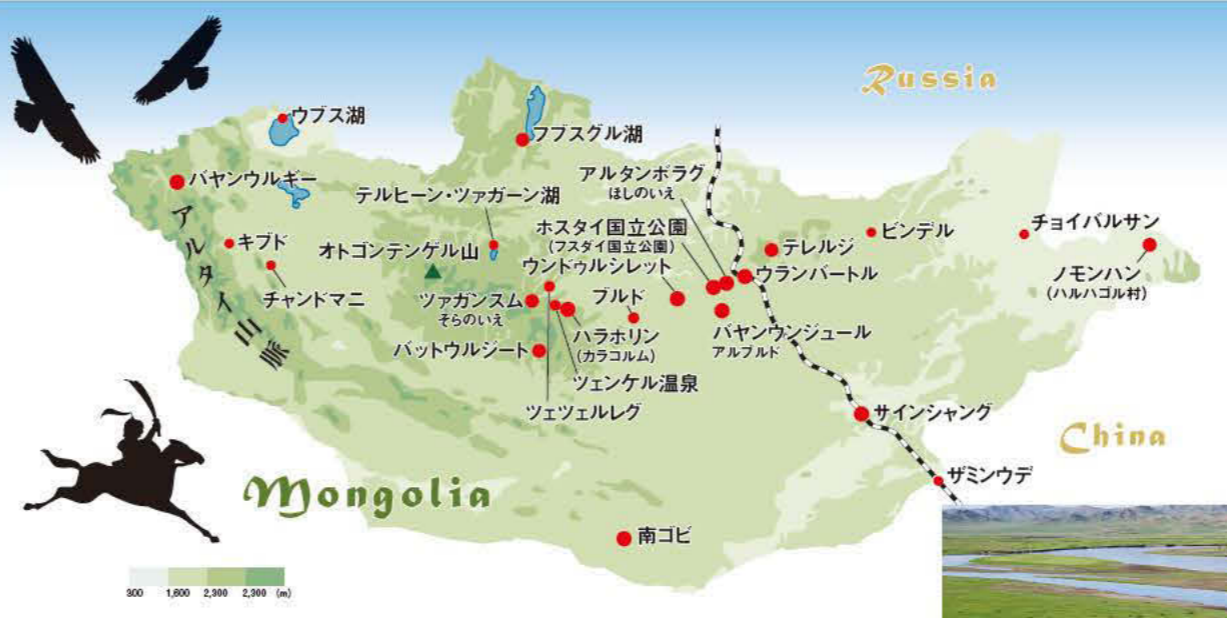 Russia
ウブス湖
フブスグル湖
アルタンボラグ
ほしのいえ
バヤンウルギー
テルヒーン・ツァガーン湖
ホスタイ国立公園
(フスタイ国立公園)
ビンデル
チョイバルサン
キブド
オトゴンテンゲル山
ウンドゥルシレット
テレルジ
ウランバートル
ノモンハン
(ハルハゴル村)
アルタイ山脈
チャンドマニ
ツァガンスム
そらのいえ
ブルド
ハラホリン
(カラコルム)
バヤンウンジュール
アルブルド
バットウルジート
ツェンケル温泉
ツェツェルレグ
サインシャング
China
ザミンウデ
Mongolia
南ゴビ
300 1,600 2,300 2,300 (m)